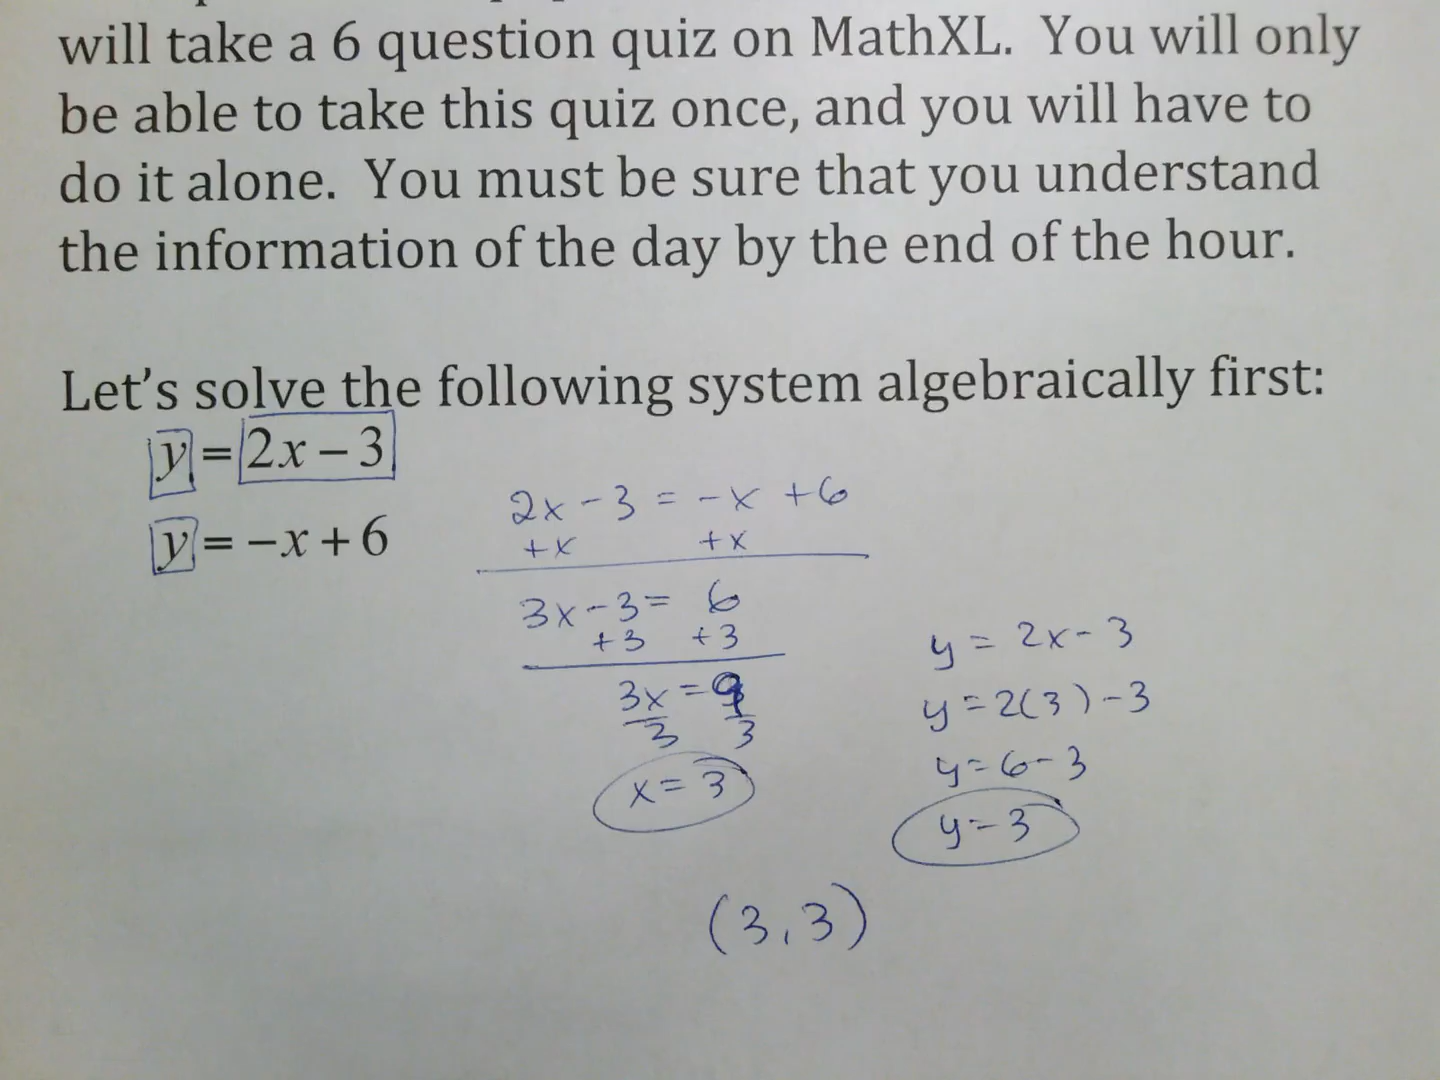 will take a 6 question quiz on MathXL. You will only
be able to take this quiz once, and you will have to
do it alone. You must be sure that you understand
the information of the day by the end of the hour.
Let's solve the following system algebraically first:
y = 2x − 3
y = −x + 6
2x - 3 = -x + 6
+x +x
3x - 3 = 6
+3 +3
3x = 9
3 3
x = 3
y = 2x - 3
y = 2(3) - 3
y = 6 - 3
y = 3
(3,3)